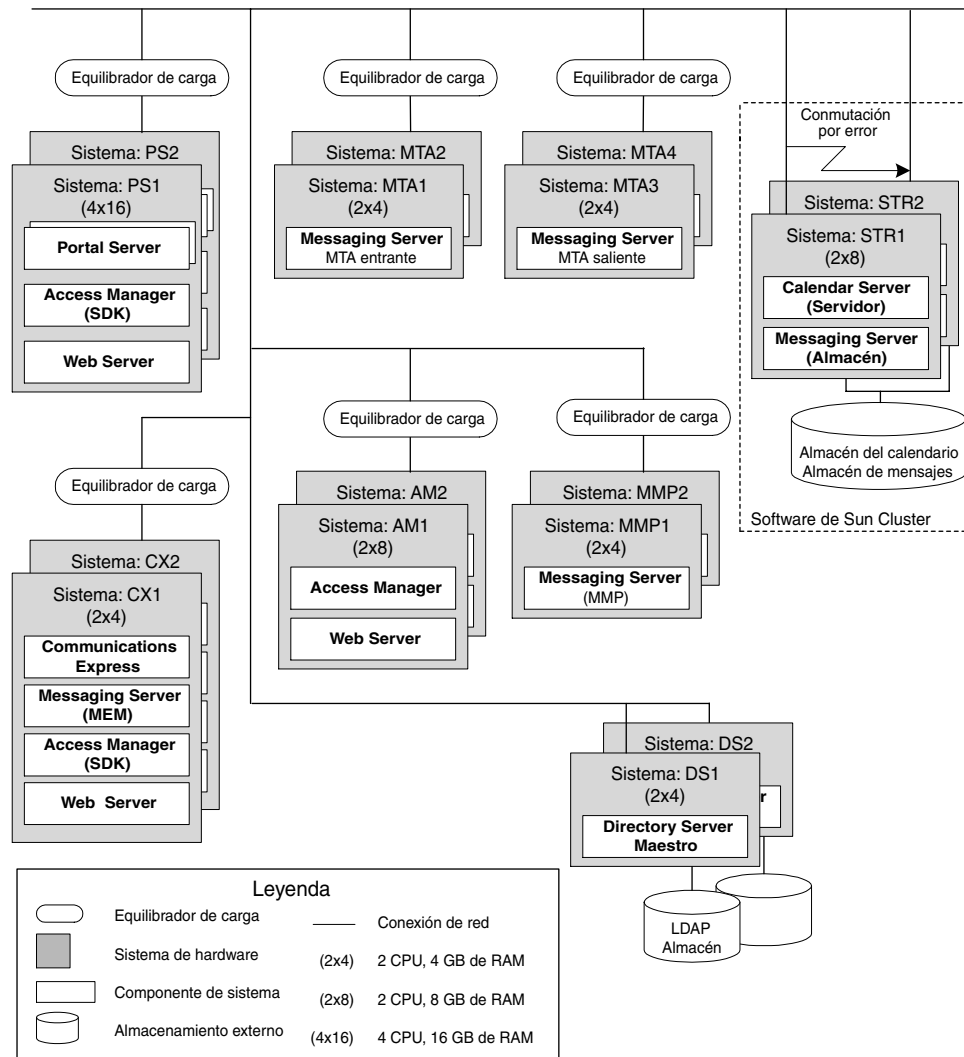 Equilibrador de carga
Sistema: PS2
Sistema: PS1
(4x16)
Portal Server
Access Manager
(SDK)
Web Server
Equilibrador de carga
Sistema: MTA2
Sistema: MTA1
(2x4)
Messaging Server
MTA entrante
Equilibrador de carga
Sistema: MTA4
Sistema: MTA3
(2x4)
Messaging Server
MTA saliente
Conmutación
por error
Sistema: STR2
Sistema: STR1
(2x8)
Calendar Server
(Servidor)
Messaging Server
(Almacén)
Almacén del calendario
Almacén de mensajes
Software de Sun Cluster
Equilibrador de carga
Sistema: CX2
Sistema: CX1
(2x4)
Communications
Express
Messaging Server
(MEM)
Access Manager
(SDK)
Web Server
Equilibrador de carga
Sistema: AM2
Sistema: AM1
(2x8)
Access Manager
Web Server
Equilibrador de carga
Sistema: MMP2
Sistema: MMP1
(2x4)
Messaging Server
(MMP)
Sistema: DS2
Sistema: DS1
(2x4)
r
Directory Server
Maestro
LDAP
Almacén
Leyenda
Equilibrador de carga
Sistema de hardware
Componente de sistema
Almacenamiento externo
Conexión de red
(2x4) 2 CPU, 4 GB de RAM
(2x8) 2 CPU, 8 GB de RAM
(4x16) 4 CPU, 16 GB de RAM